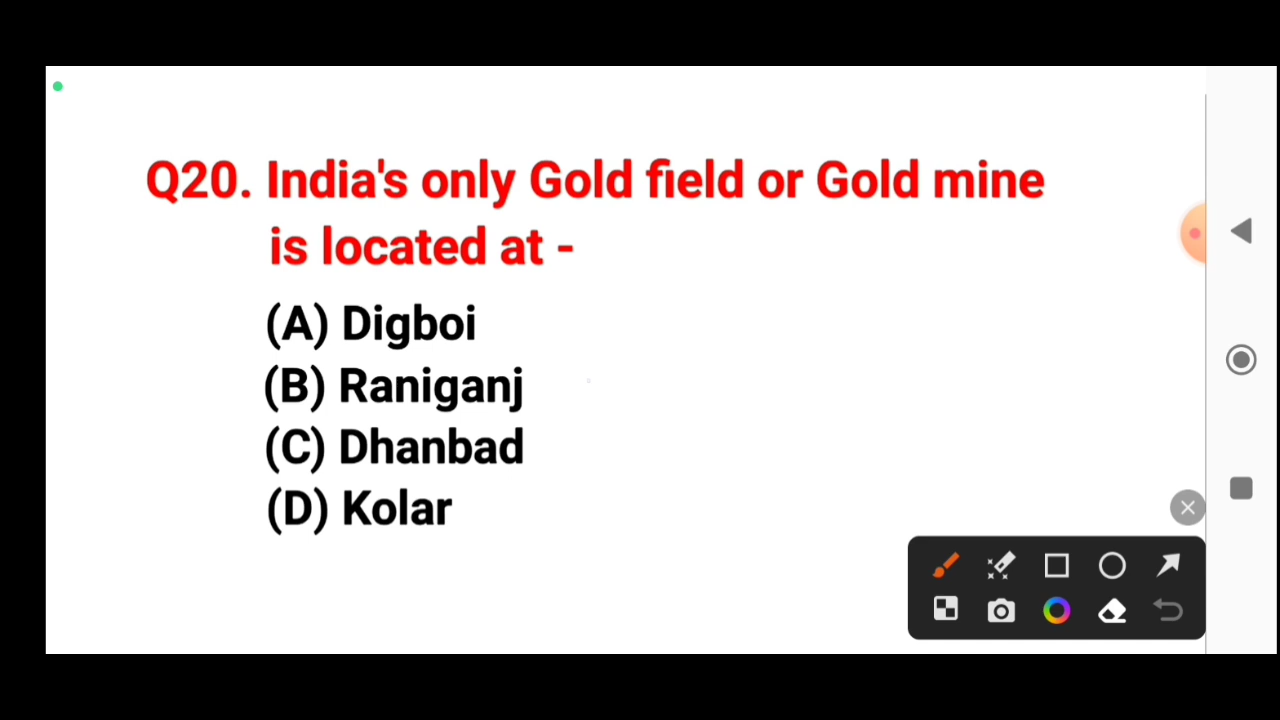 Q20. India's only Gold field or Gold mine
is located at -
(A) Digboi
(B) Raniganj
(C) Dhanbad
(D) Kolar